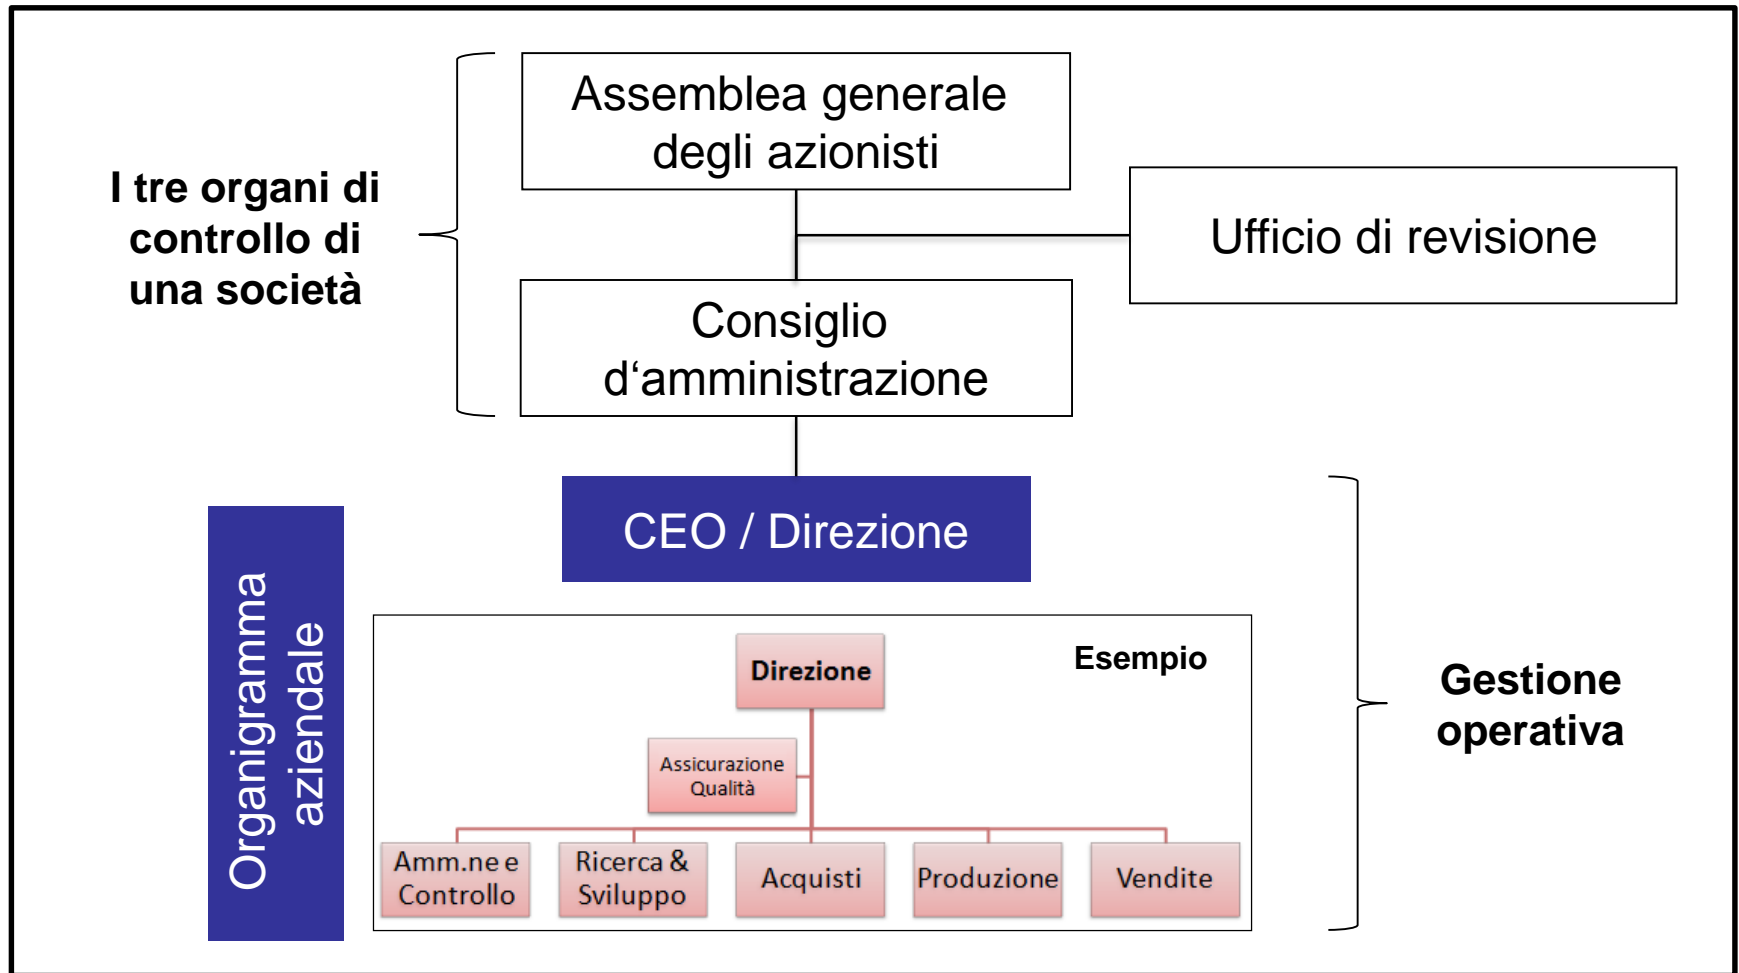 Assemblea generale
degli azionisti
I tre organi di
controllo di
una società
Ufficio di revisione
Consiglio
d‘amministrazione
CEO / Direzione
Organigramma
aziendale
Esempio
Direzione
Assicurazione
Qualità
Amm.ne e
Controllo
Ricerca &
Sviluppo
Acquisti
Produzione
Vendite
Gestione
operativa